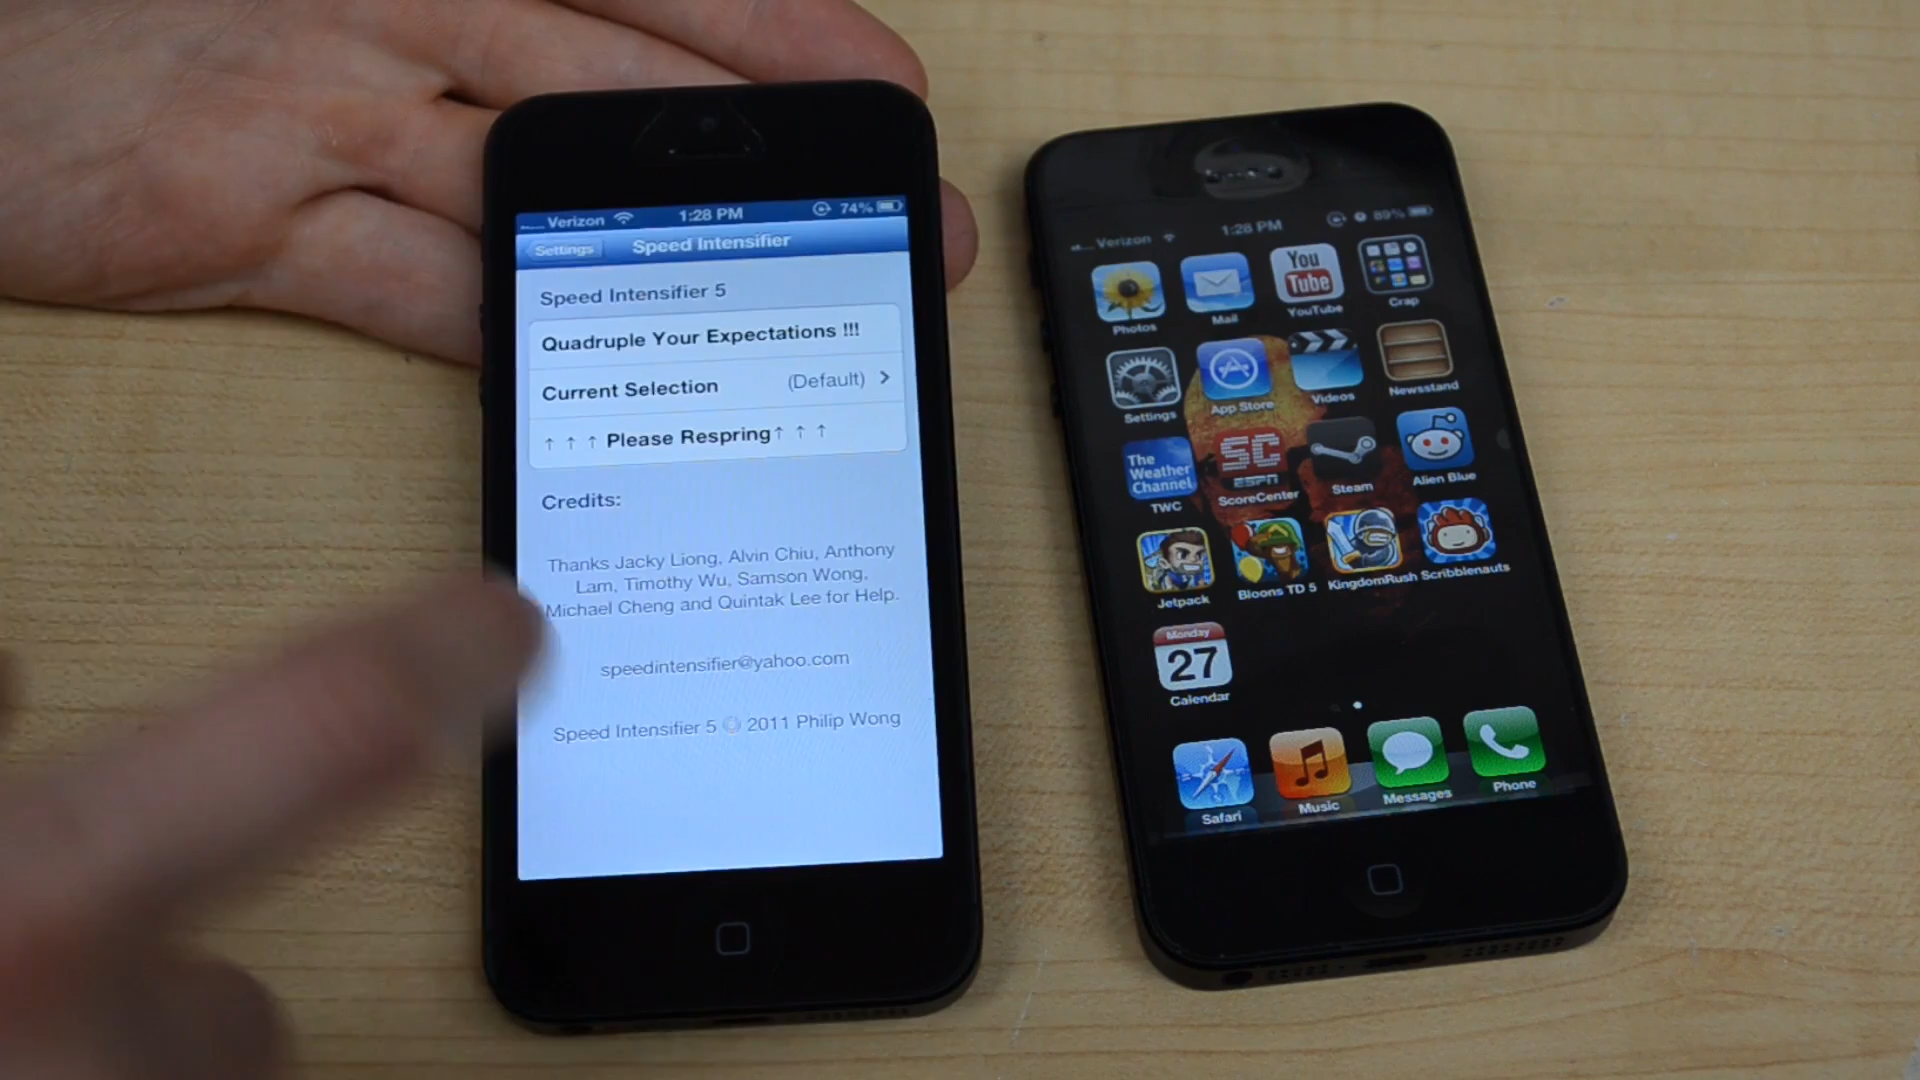 Verizon 1:28 PM 74%
Settings Speed Intensifier
Speed Intensifier 5
Quadruple Your Expectations !!!
Current Selection (Default) >
↑ ↑ ↑ Please Respring↑ ↑ ↑
Credits:
Thanks Jacky Liong, Alvin Chiu, Anthony
Lam, Timothy Wu, Samson Wong,
Michael Cheng and Quintak Lee for Help.
speedintensifier@yahoo.com
Speed Intensifier 5 © 2011 Philip Wong
Verizon 1:28 PM 89%
You
Tube
Photos Mail YouTube Crap
Settings App Store Videos Newsstand
The
Weather
Channel
SC
ESPN
TWC ScoreCenter Steam Alien Blue
Jetpack Bloons TD 5 KingdomRush Scribblenauts
Monday
27
Calendar
Safari Music Messages Phone